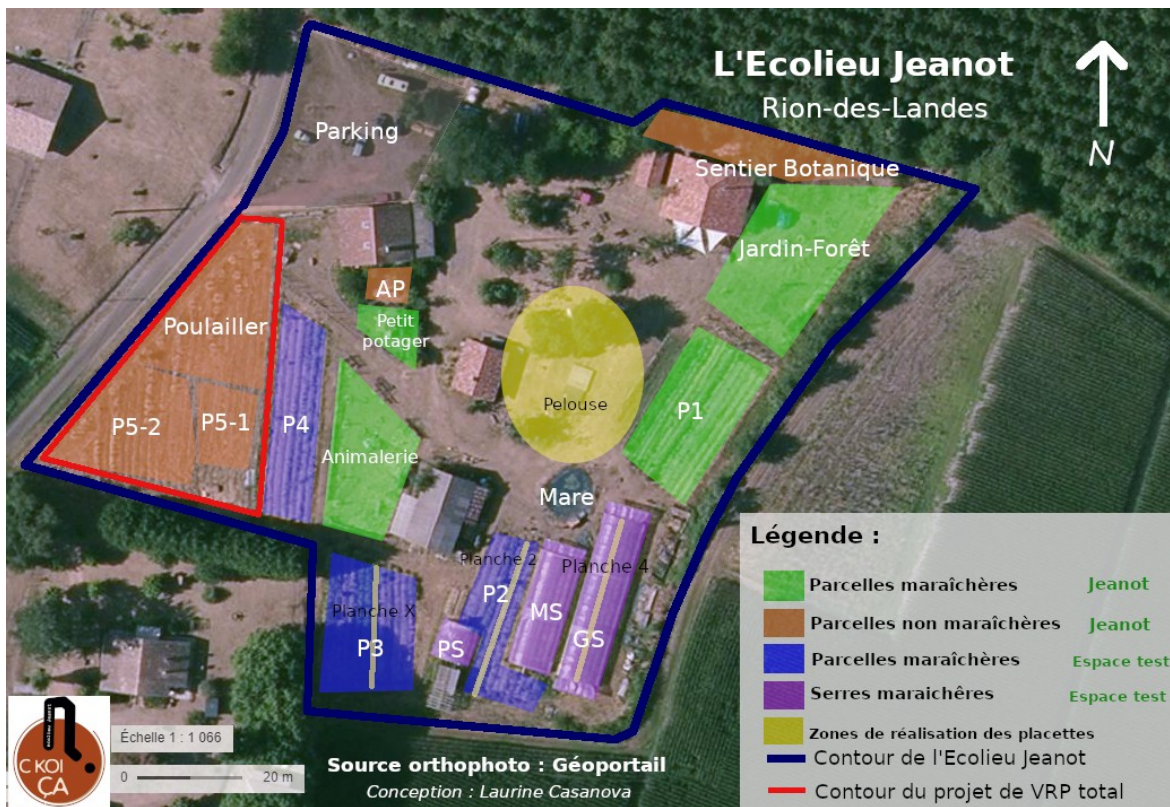 L'Ecolieu Jeanot
Rion-des-Landes
N
Parking
Sentier Botanique
Jardin-Forêt
AP
Petit
potager
Poulailler
Pelouse
P1
P5-2
P5-1
P4
Animalerie
Mare
Planche 2
Planche 4
Planche X
P2
MS
PS
GS
P3
Légende :
Parcelles maraîchères Jeanot
Parcelles non maraîchères Jeanot
Parcelles maraîchères Espace test
Serres maraichêres Espace test
Zones de réalisation des placettes
Contour de l'Ecolieu Jeanot
Contour du projet de VRP total
écolieu Jeanot
C KOI
ÇA
Échelle 1 : 1 066
0 20 m
Source orthophoto : Géoportail
Conception : Laurine Casanova